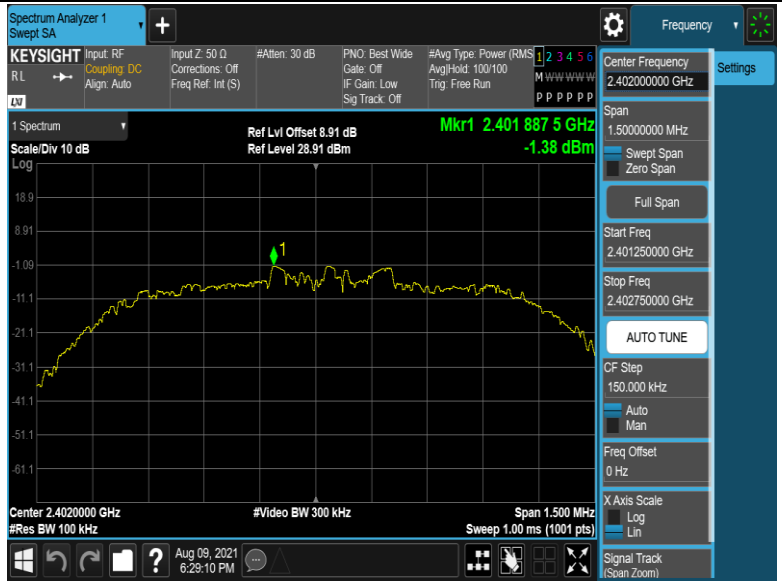 Spectrum Analyzer 1
Swept SA
Frequency
KEYSIGHT
RL
LXI
Input: RF
Coupling: DC
Align: Auto
Input Z: 50 Ω
Corrections: Off
Freq Ref: Int (S)
#Atten: 30 dB
PNO: Best Wide
Gate: Off
IF Gain: Low
Sig Track: Off
#Avg Type: Power (RMS
Avg|Hold: 100/100
Trig: Free Run
1 2 3 4 5 6
M W W W W W
P P P P P P
1 Spectrum
Scale/Div 10 dB
Log
Ref Lvl Offset 8.91 dB
Ref Level 28.91 dBm
Mkr1 2.401 887 5 GHz
-1.38 dBm
18.9
8.91
-1.09
-11.1
-21.1
-31.1
-41.1
-51.1
-61.1
1
Center 2.4020000 GHz
#Res BW 100 kHz
#Video BW 300 kHz
Span 1.500 MHz
Sweep 1.00 ms (1001 pts)
Aug 09, 2021
6:29:10 PM
Center Frequency
2.402000000 GHz
Span
1.50000000 MHz
Swept Span
Zero Span
Full Span
Start Freq
2.401250000 GHz
Stop Freq
2.402750000 GHz
AUTO TUNE
CF Step
150.000 kHz
Auto
Man
Freq Offset
0 Hz
X Axis Scale
Log
Lin
Signal Track
(Span Zoom)
Settings